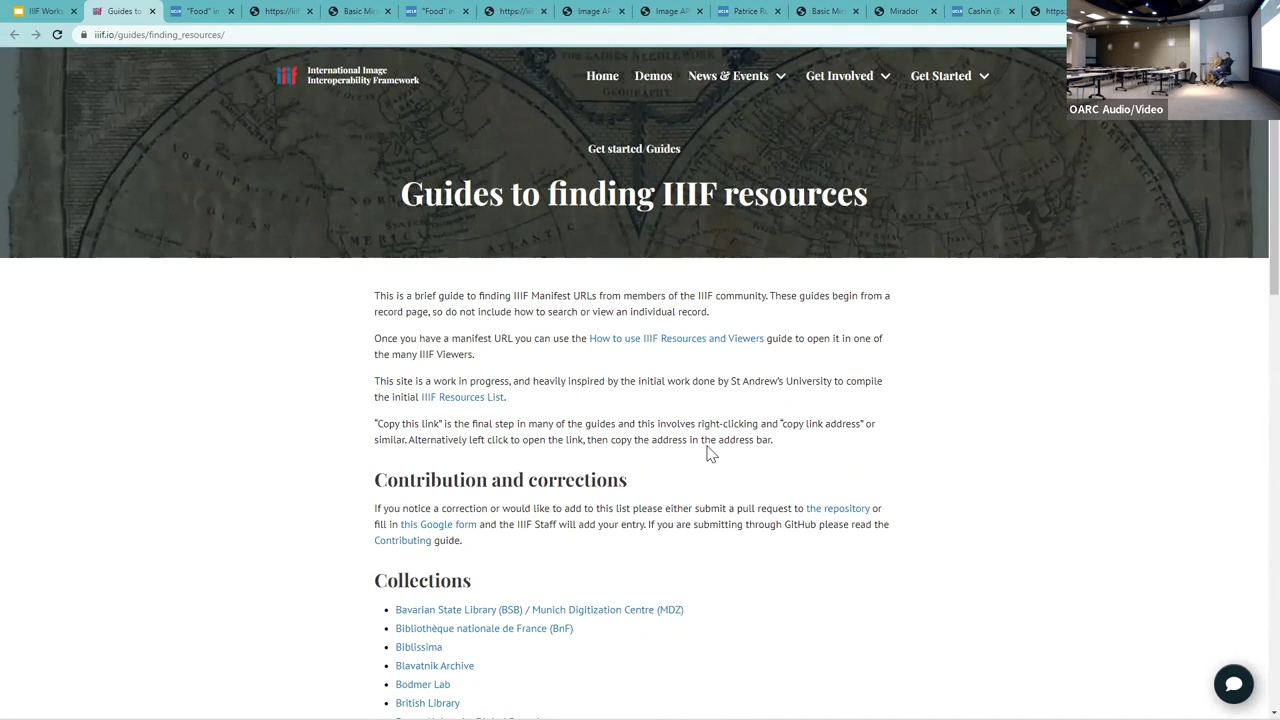 IIIF Work
Guides to
"Food" in
https://iiif
Basic Mir
"Food" in
https://iii
Image AP
Image AP
Patrice Ru
Basic Mir
Mirador
Cashin (B
https:
iiif.io/guides/finding_resources/
OARC Audio/Video
International Image
Interoperability Framework
Home
Demos
News & Events
Get Involved
Get Started
Get started/Guides
Guides to finding IIIF resources
This is a brief guide to finding IIIF Manifest URLs from members of the IIIF community. These guides begin from a
record page, so do not include how to search or view an individual record.
Once you have a manifest URL you can use the How to use IIIF Resources and Viewers guide to open it in one of
the many IIIF Viewers.
This site is a work in progress, and heavily inspired by the initial work done by St Andrew's University to compile
the initial IIIF Resources List.
“Copy this link” is the final step in many of the guides and this involves right-clicking and “copy link address” or
similar. Alternatively left click to open the link, then copy the address in the address bar.
Contribution and corrections
If you notice a correction or would like to add to this list please either submit a pull request to the repository or
fill in this Google form and the IIIF Staff will add your entry. If you are submitting through GitHub please read the
Contributing guide.
Collections
Bavarian State Library (BSB) / Munich Digitization Centre (MDZ)
Bibliothèque nationale de France (BnF)
Biblissima
Blavatnik Archive
Bodmer Lab
British Library